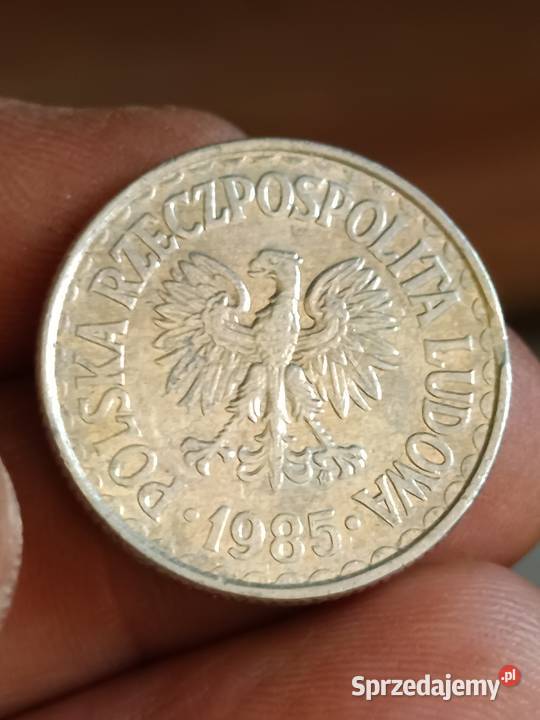 POLSKA RZECZPOSPOLITA LUDOWA
· 1985 ·
Sprzedajemy.pl